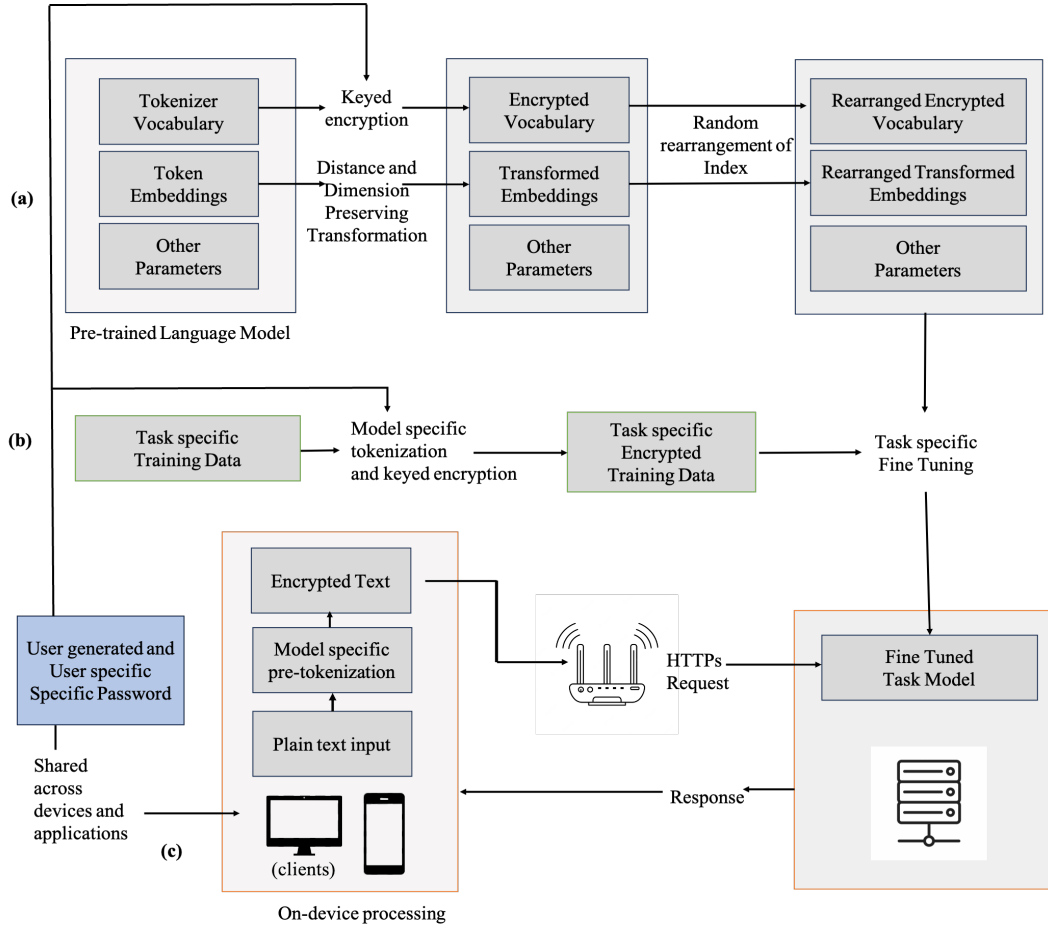 Tokenizer
Vocabulary
Keyed
encryption
Encrypted
Vocabulary
Rearranged Encrypted
Vocabulary
Random
rearrangement of
Index
(a)
Token
Embeddings
Distance and
Dimension
Preserving
Transformation
Transformed
Embeddings
Rearranged Transformed
Embeddings
Other
Parameters
Other
Parameters
Other
Parameters
Pre-trained Language Model
(b)
Task specific
Training Data
Model specific
tokenization
and keyed encryption
Task specific
Encrypted
Training Data
Task specific
Fine Tuning
Encrypted Text
User generated and
User specific
Specific Password
Model specific
pre-tokenization
HTTPs
Request
Fine Tuned
Task Model
Plain text input
Shared
across
devices and
applications
Response
(c)
(clients)
On-device processing